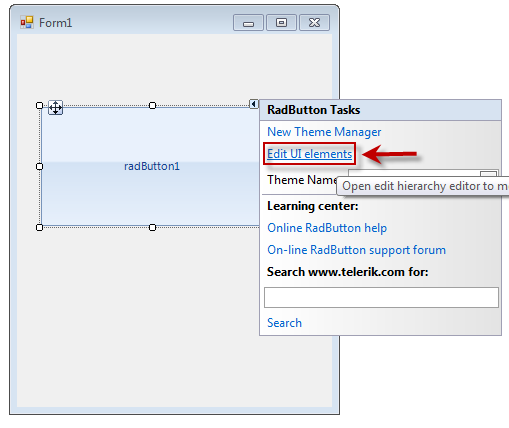 Form1
radButton1
RadButton Tasks
New Theme Manager
Edit UI elements
Theme Name
Open edit hierarchy editor to m
Learning center:
Online RadButton help
On-line RadButton support forum
Search www.telerik.com for:
Search